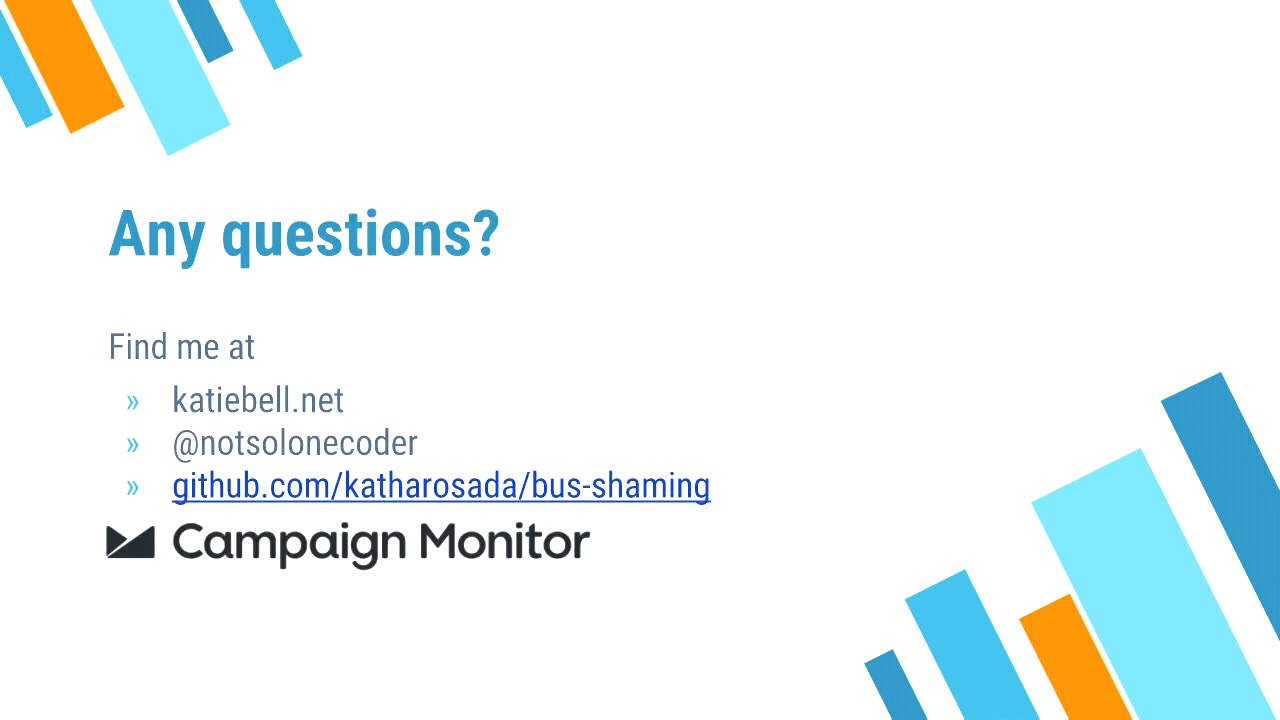 Any questions?
Find me at
» katiebell.net
» @notsolonecoder
» github.com/katharosada/bus-shaming
Campaign Monitor